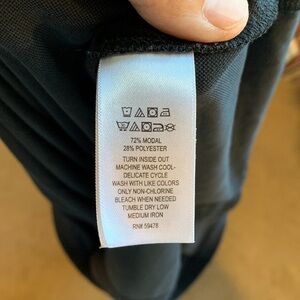 72% MODAL
28% POLYESTER
TURN INSIDE OUT
MACHINE WASH COOL-
DELICATE CYCLE
WASH WITH LIKE COLORS
ONLY NON-CHLORINE
BLEACH WHEN NEEDED
TUMBLE DRY LOW
MEDIUM IRON
RN# 59478